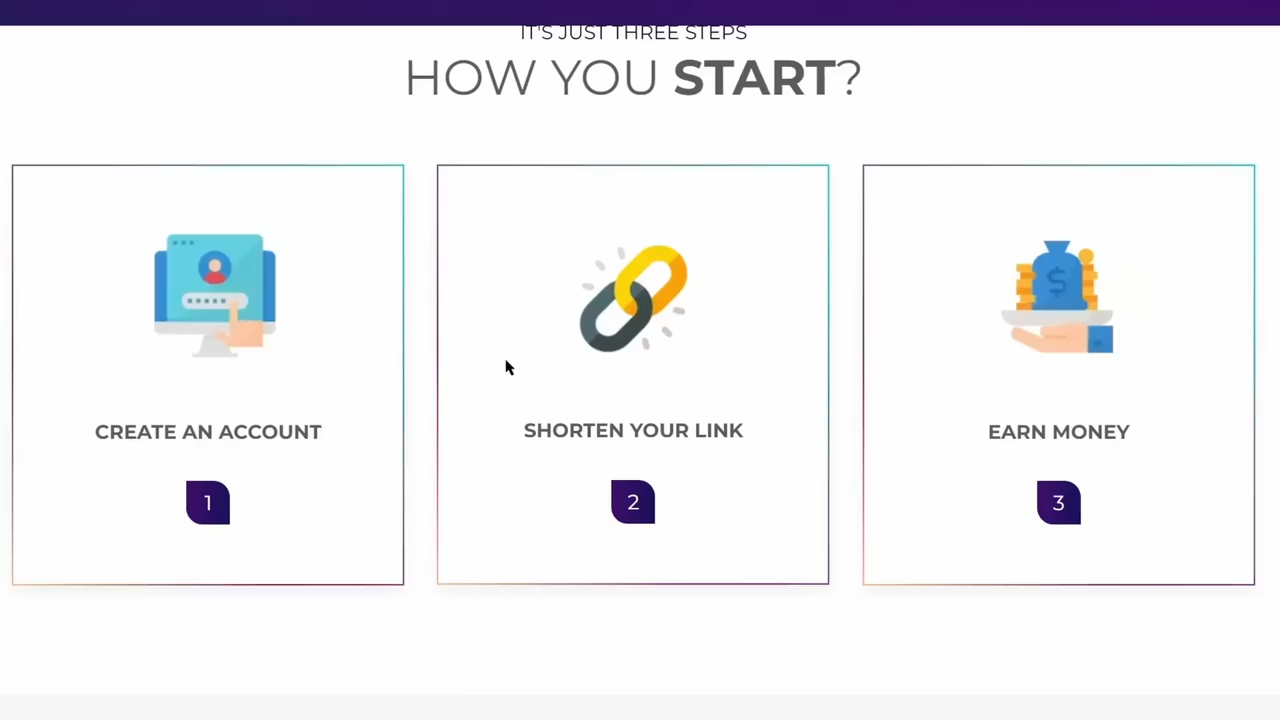 IT'S JUST THREE STEPS
HOW YOU START?
CREATE AN ACCOUNT
1
SHORTEN YOUR LINK
2
EARN MONEY
3
$